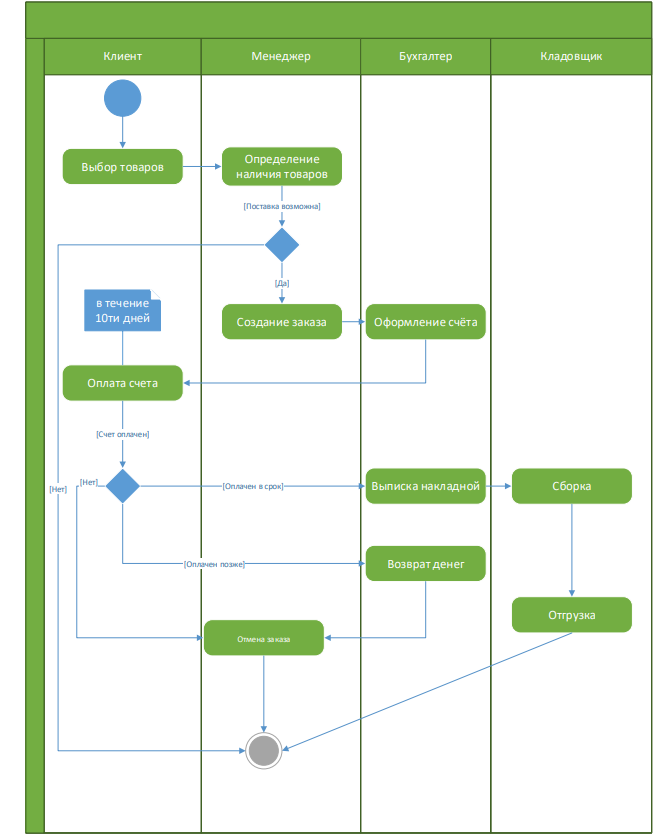 Клиент
Менеджер
Бухгалтер
Кладовщик
Выбор товаров
Определение
наличия товаров
[Поставка возможна]
[Да]
в течение
10ти дней
Создание заказа
Оформление счёта
Оплата счета
[Счет оплачен]
[Нет]
[Нет]
[Оплачен в срок]
Выписка накладной
Сборка
[Оплачен позже]
Возврат денег
Отгрузка
Отмена заказа